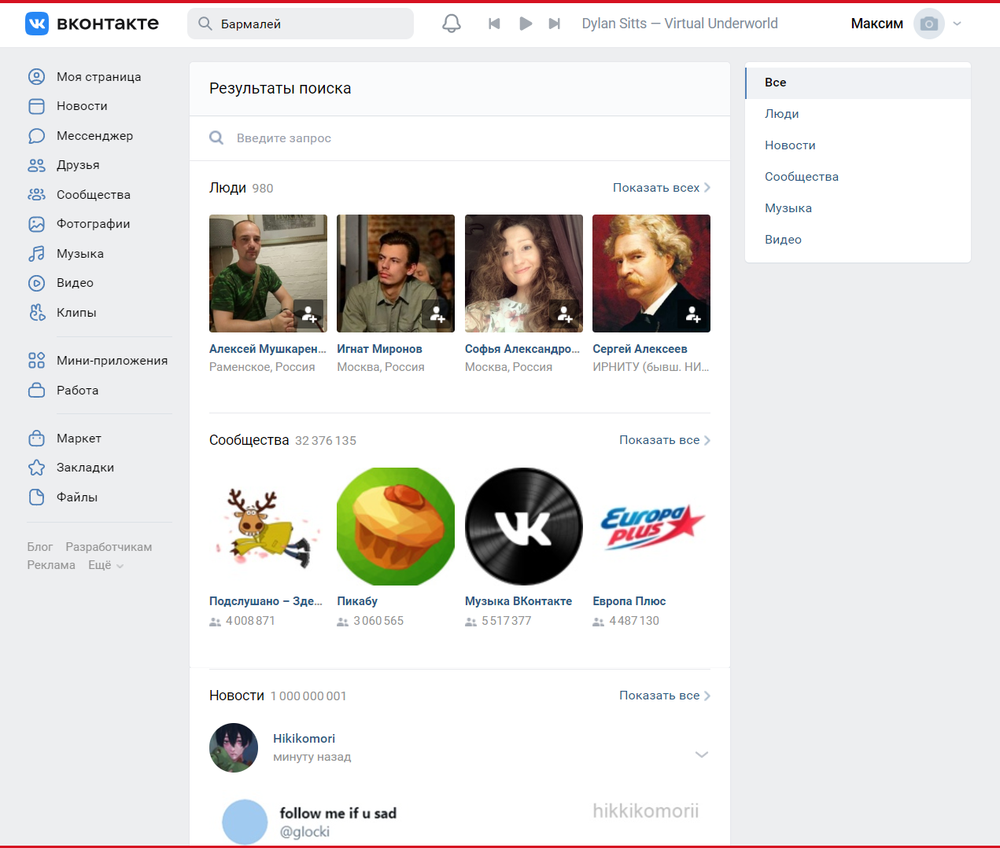 вконтакте
Бармалей
Dylan Sitts — Virtual Underworld
Максим
Моя страница
Новости
Мессенджер
Друзья
Сообщества
Фотографии
Музыка
Видео
Клипы
Мини-приложения
Работа
Маркет
Закладки
Файлы
Блог Разработчикам
Реклама Ещё
Результаты поиска
Введите запрос
Люди 980
Показать всех
Алексей Мушкарен...
Раменское, Россия
Игнат Миронов
Москва, Россия
Софья Александро...
Москва, Россия
Сергей Алексеев
ИРНИТУ (бывш. НИ...
Сообщества 32 376 135
Показать все
Europa
plus
Подслушано – Зде...
4 008 871
Пикабу
3 060 565
Музыка ВКонтакте
5 517 377
Европа Плюс
4 487 130
Новости 1 000 000 001
Показать все
Hikikomori
минуту назад
follow me if u sad
@glocki
hikkikomorii
Все
Люди
Новости
Сообщества
Музыка
Видео